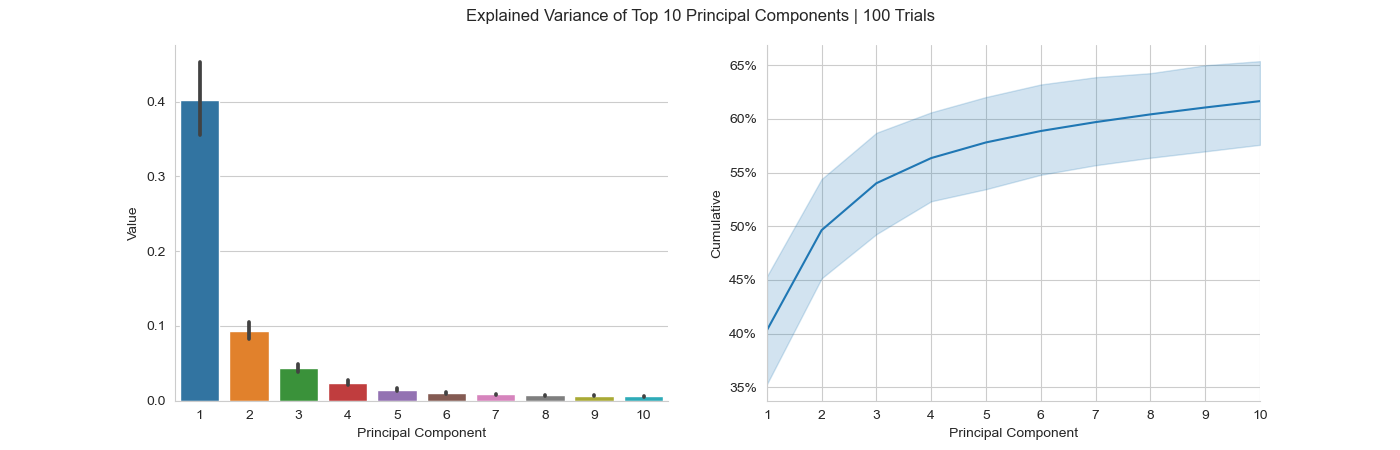 Explained Variance of Top 10 Principal Components | 100 Trials
Value
0.4
0.3
0.2
0.1
0.0
1 2 3 4 5 6 7 8 9 10
Principal Component
Cumulative
65%
60%
55%
50%
45%
40%
35%
1 2 3 4 5 6 7 8 9 10
Principal Component